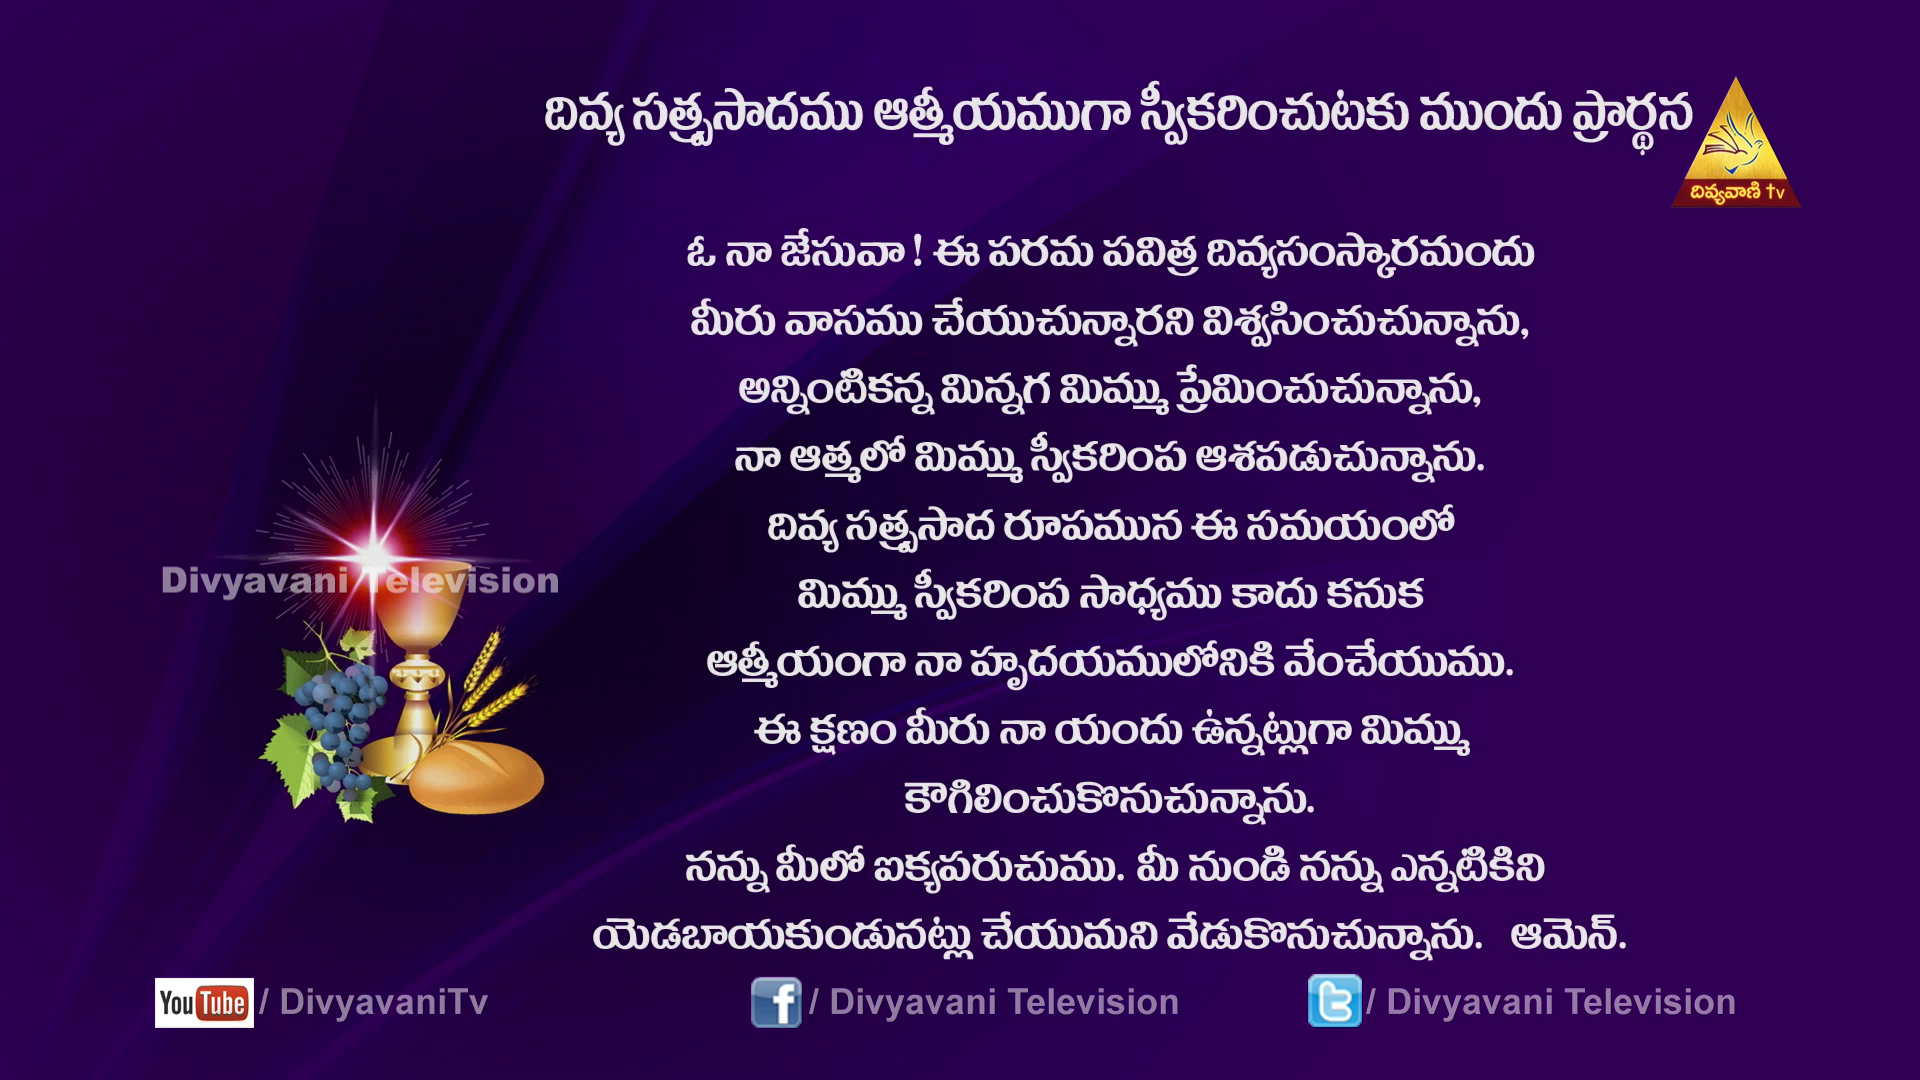 దివ్య సత్ప్రసాదము ఆత్మీయముగా స్వీకరించుటకు ముందు ప్రార్థన
దివ్యవాణి tv
ఓ నా జేసువా ! ఈ పరమ పవిత్ర దివ్యసంస్కారమందు
మీరు వాసము చేయుచున్నారని విశ్వసించుచున్నాను,
అన్నింటికన్న మిన్నగ మిమ్ము ప్రేమించుచున్నాను,
నా ఆత్మలో మిమ్ము స్వీకరింప ఆశపడుచున్నాను.
దివ్య సత్ప్రసాద రూపమున ఈ సమయంలో
మిమ్ము స్వీకరింప సాధ్యము కాదు కనుక
ఆత్మీయంగా నా హృదయములోనికి వేంచేయుము.
ఈ క్షణం మీరు నా యందు ఉన్నట్లుగా మిమ్ము
కౌగిలించుకొనుచున్నాను.
నన్ను మీలో ఐక్యపరుచుము. మీ నుండి నన్ను ఎన్నటికిని
యెడబాయకుండునట్లు చేయుమని వేడుకొనుచున్నాను. ఆమెన్.
Divyavani Television
YouTube / DivyavaniTv
f / Divyavani Television
t / Divyavani Television